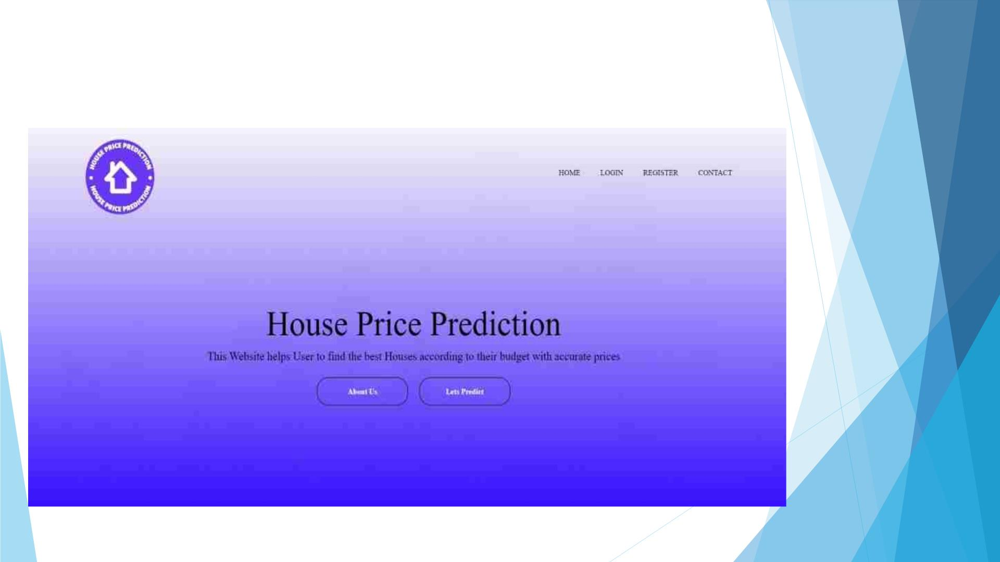 HOUSE PRICE PREDICTION
HOUSE PRICE PREDICTION
HOME LOGIN REGISTER CONTACT
House Price Prediction
This Website helps User to find the best Houses according to their budget with accurate prices
About Us Lets Predict